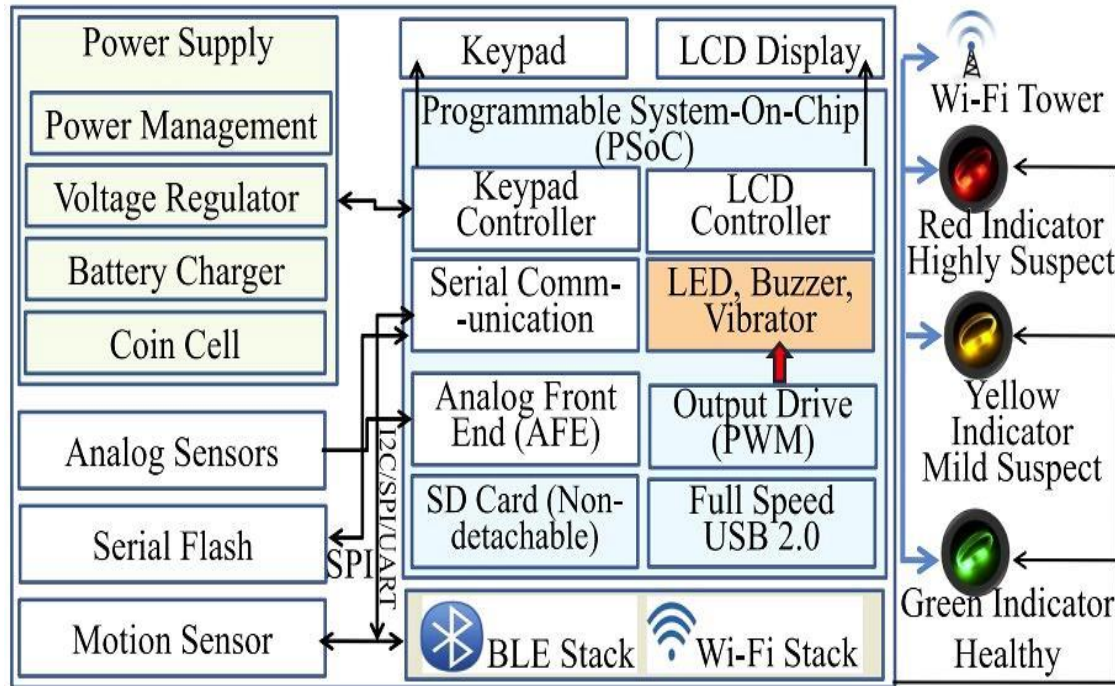 Power Supply
Power Management
Voltage Regulator
Battery Charger
Coin Cell
Analog Sensors
Serial Flash
Motion Sensor
SPI
I2C/SPI/UART
Keypad
LCD Display
Programmable System-On-Chip
(PSoC)
Keypad
Controller
LCD
Controller
Serial Comm-
-unication
LED, Buzzer,
Vibrator
Analog Front
End (AFE)
Output Drive
(PWM)
SD Card (Non-
detachable)
Full Speed
USB 2.0
BLE Stack
Wi-Fi Stack
Wi-Fi Tower
Red Indicator
Highly Suspect
Yellow
Indicator
Mild Suspect
Green Indicator
Healthy